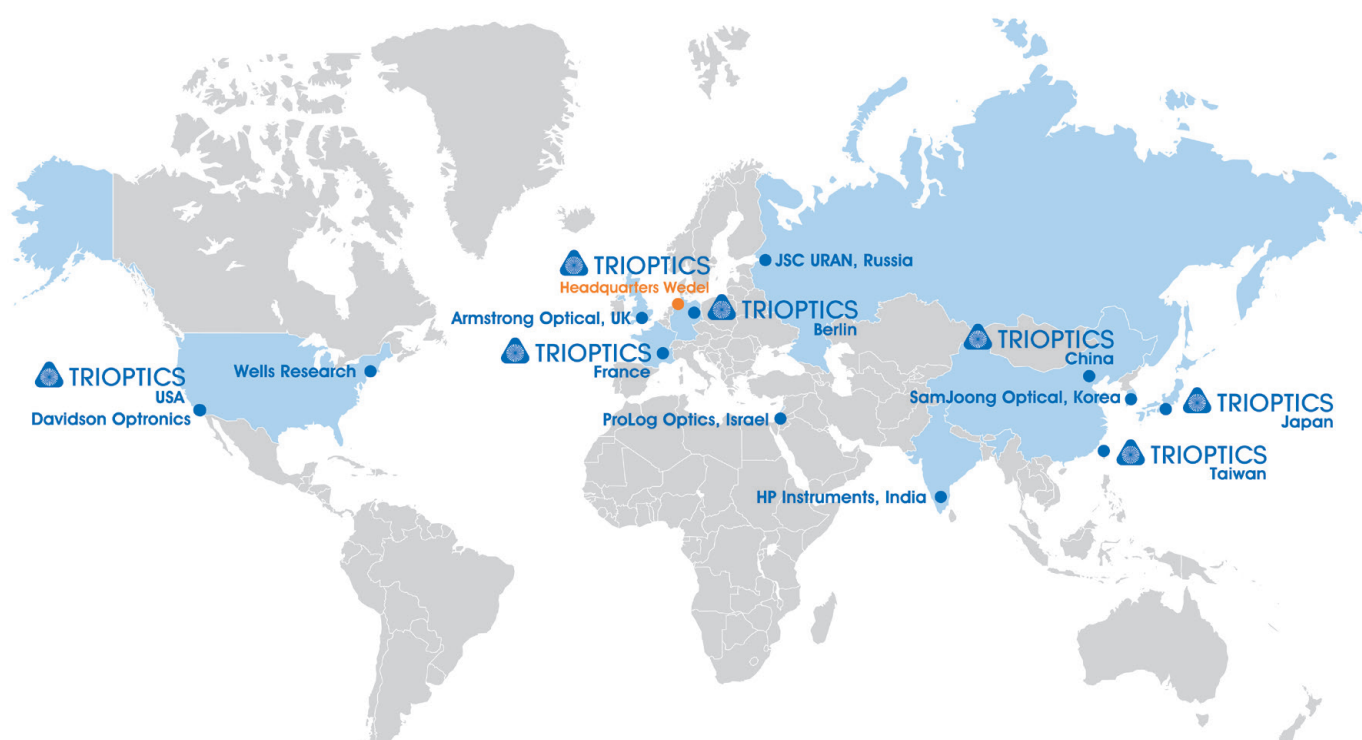 JSC URAN, Russia
TRIOPTICS
Headquarters Wedel
TRIOPTICS
Berlin
Armstrong Optical, UK
TRIOPTICS
France
TRIOPTICS
China
Wells Research
TRIOPTICS
USA
Davidson Optronics
SamJoong Optical, Korea
TRIOPTICS
Japan
ProLog Optics, Israel
TRIOPTICS
Taiwan
HP Instruments, India